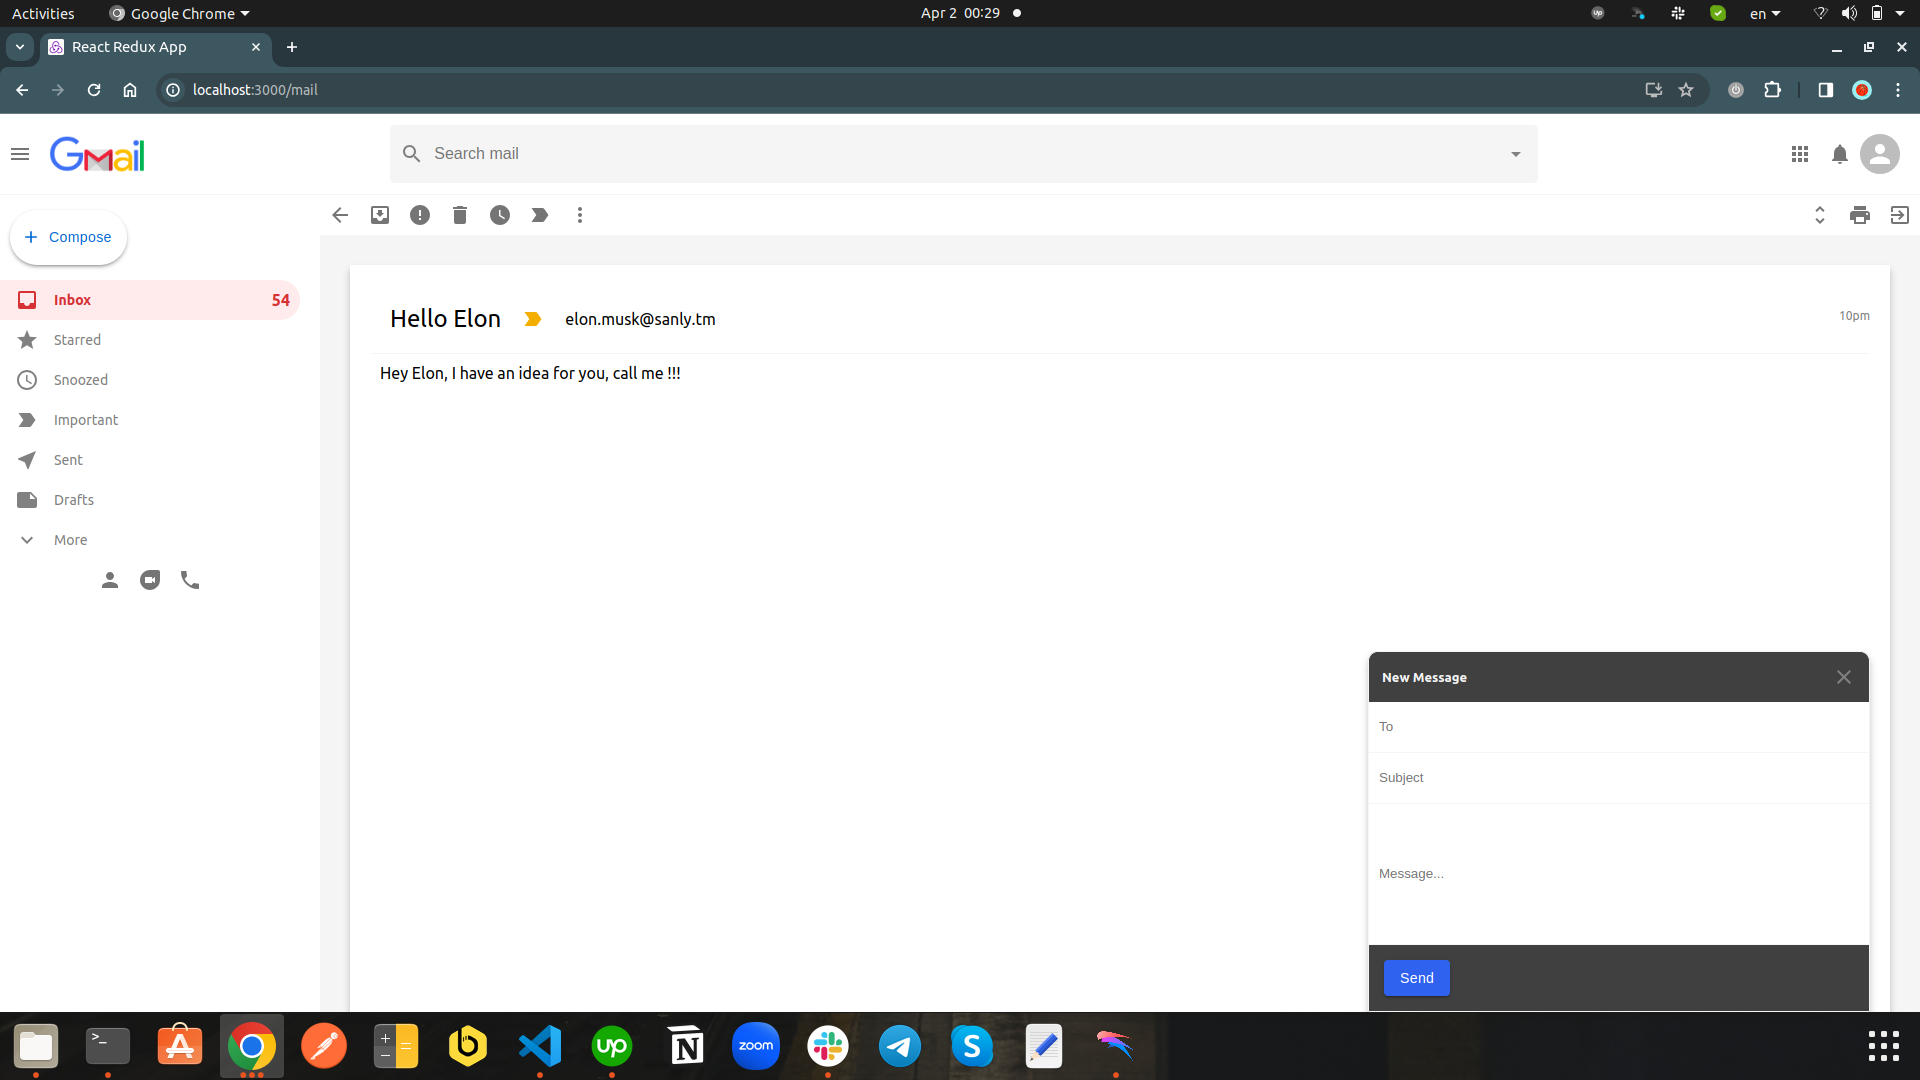 Activities
Google Chrome
Apr 2 00:29
en
React Redux App
localhost:3000/mail
Gmail
Search mail
Compose
Inbox 54
Starred
Snoozed
Important
Sent
Drafts
More
Hello Elon
elon.musk@sanly.tm
10pm
Hey Elon, I have an idea for you, call me !!!
New Message
To
Subject
Message...
Send
>_
A
b
up
N
zoom
S